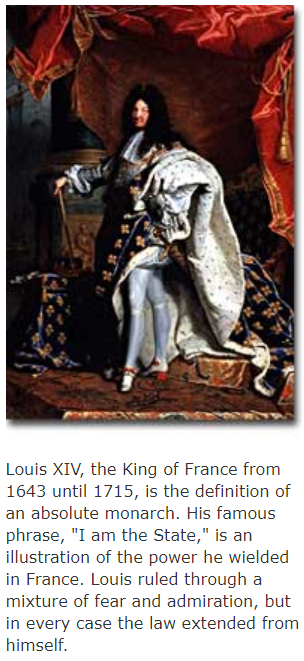 Louis XIV, the King of France from
1643 until 1715, is the definition of
an absolute monarch. His famous
phrase, "I am the State," is an
illustration of the power he wielded
in France. Louis ruled through a
mixture of fear and admiration, but
in every case the law extended from
himself.